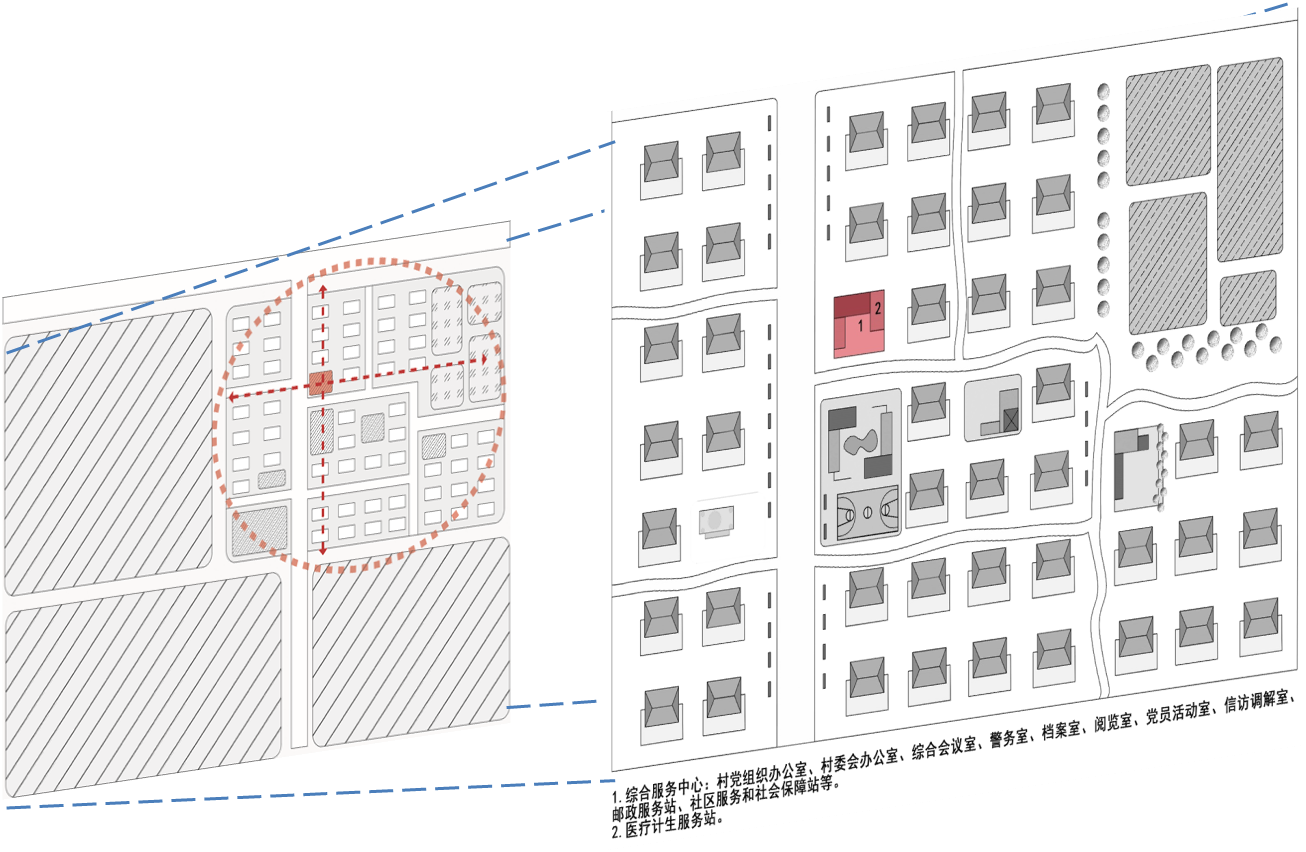 2
1
1.综合服务中心：村党组织办公室、村委会办公室、综合会议室、警务室、档案室、阅览室、党员活动室、信访调解室、
邮政服务站、社区服务和社会保障站等。
2.医疗计生服务站。